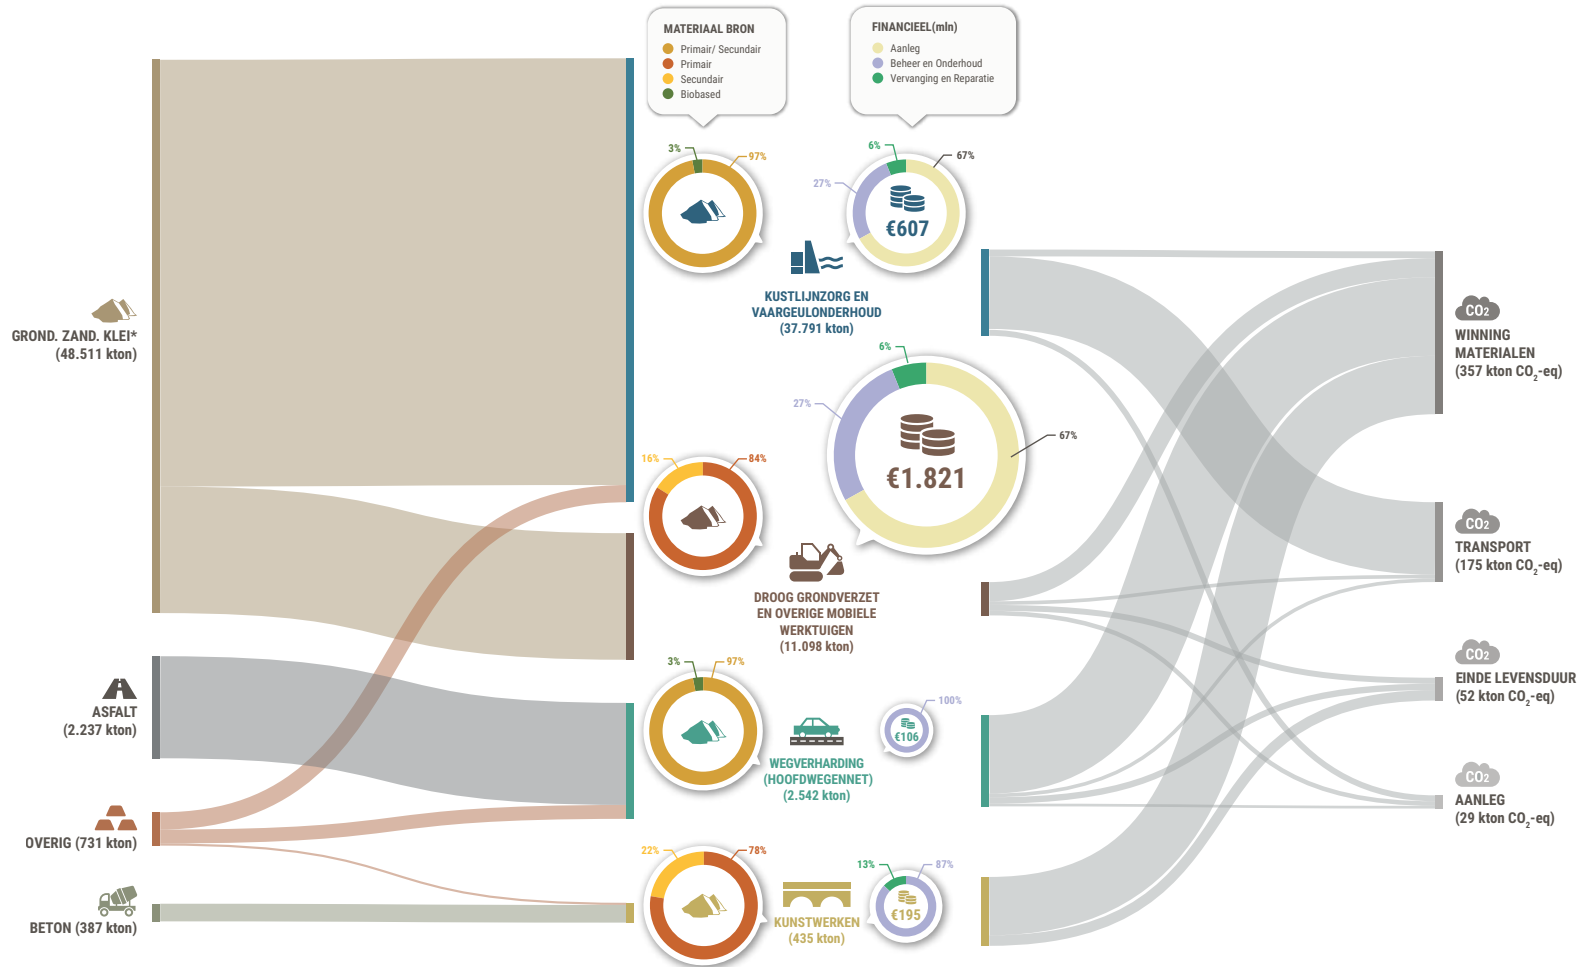 MATERIAAL BRON
Primair/ Secundair
Primair
Secundair
Biobased
FINANCIEEL(mln)
Aanleg
Beheer en Onderhoud
Vervanging en Reparatie
3%
97%
6%
67%
27%
€607
KUSTLIJNZORG EN
VAARGEULONDERHOUD
(37.791 kton)
GROND. ZAND. KLEI*
(48.511 kton)
16%
84%
6%
27%
67%
€1.821
DROOG GRONDVERZET
EN OVERIGE MOBIELE
WERKTUIGEN
(11.098 kton)
ASFALT
(2.237 kton)
3%
97%
100%
€106
WEGVERHARDING
(HOOFDWEGENNET)
(2.542 kton)
OVERIG (731 kton)
BETON (387 kton)
22%
78%
13%
87%
€195
KUNSTWERKEN
(435 kton)
CO2
WINNING
MATERIALEN
(357 kton CO2-eq)
CO2
TRANSPORT
(175 kton CO2-eq)
CO2
EINDE LEVENSDUUR
(52 kton CO2-eq)
CO2
AANLEG
(29 kton CO2-eq)